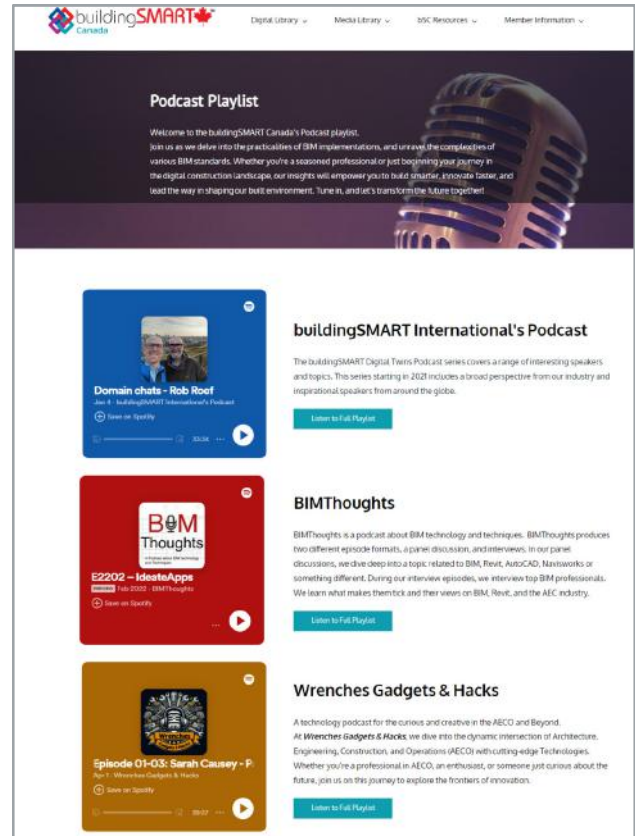 buildingSMART
Canada
Digital Library
Media Library
bSC Resources
Member Information
Podcast Playlist
Welcome to the buildingSMART Canada's Podcast playlist.
Join us as we delve into the practicalities of BIM implementations, and unravel the complexities of
various BIM standards. Whether you're a seasoned professional or just beginning your journey in
the digital construction landscape, our insights will empower you to build smarter, innovate faster, and
lead the way in shaping our built environment. Tune in, and let's transform the future together!
Domain chats - Rob Roef
Jan 4 · buildingSMART International's Podcast
Save on Spotify
buildingSMART International's Podcast
The buildingSMART Digital Twins Podcast series covers a range of interesting speakers
and topics. This series starting in 2021 includes a broad perspective from our industry and
inspirational speakers from around the globe.
Listen to Full Playlist
BIM
Thoughts
E2202 – IdeateApps
Feb 2022 · BIMThoughts
Save on Spotify
BIMThoughts
BIMThoughts is a podcast about BIM technology and techniques. BIMThoughts produces
two different episode formats, a panel discussion, and interviews. In our panel
discussions, we dive deep into a topic related to BIM, Revit, AutoCAD, Navisworks or
something different. During our interview episodes, we interview top BIM professionals.
We learn what makes them tick and their views on BIM, Revit, and the AEC industry.
Listen to Full Playlist
Wrenches
Episode 01-03: Sarah Causey - P
Apr 1 · Wrenches Gadgets & Hacks
Save on Spotify
Wrenches Gadgets & Hacks
A technology podcast for the curious and creative in the AECO and Beyond.
At Wrenches Gadgets & Hacks, we dive into the dynamic intersection of Architecture,
Engineering, Construction, and Operations (AECO) with cutting-edge Technologies.
Whether you're a professional in AECO, an enthusiast, or someone just curious about the
future, join us on this journey to explore the frontiers of innovation.
Listen to Full Playlist